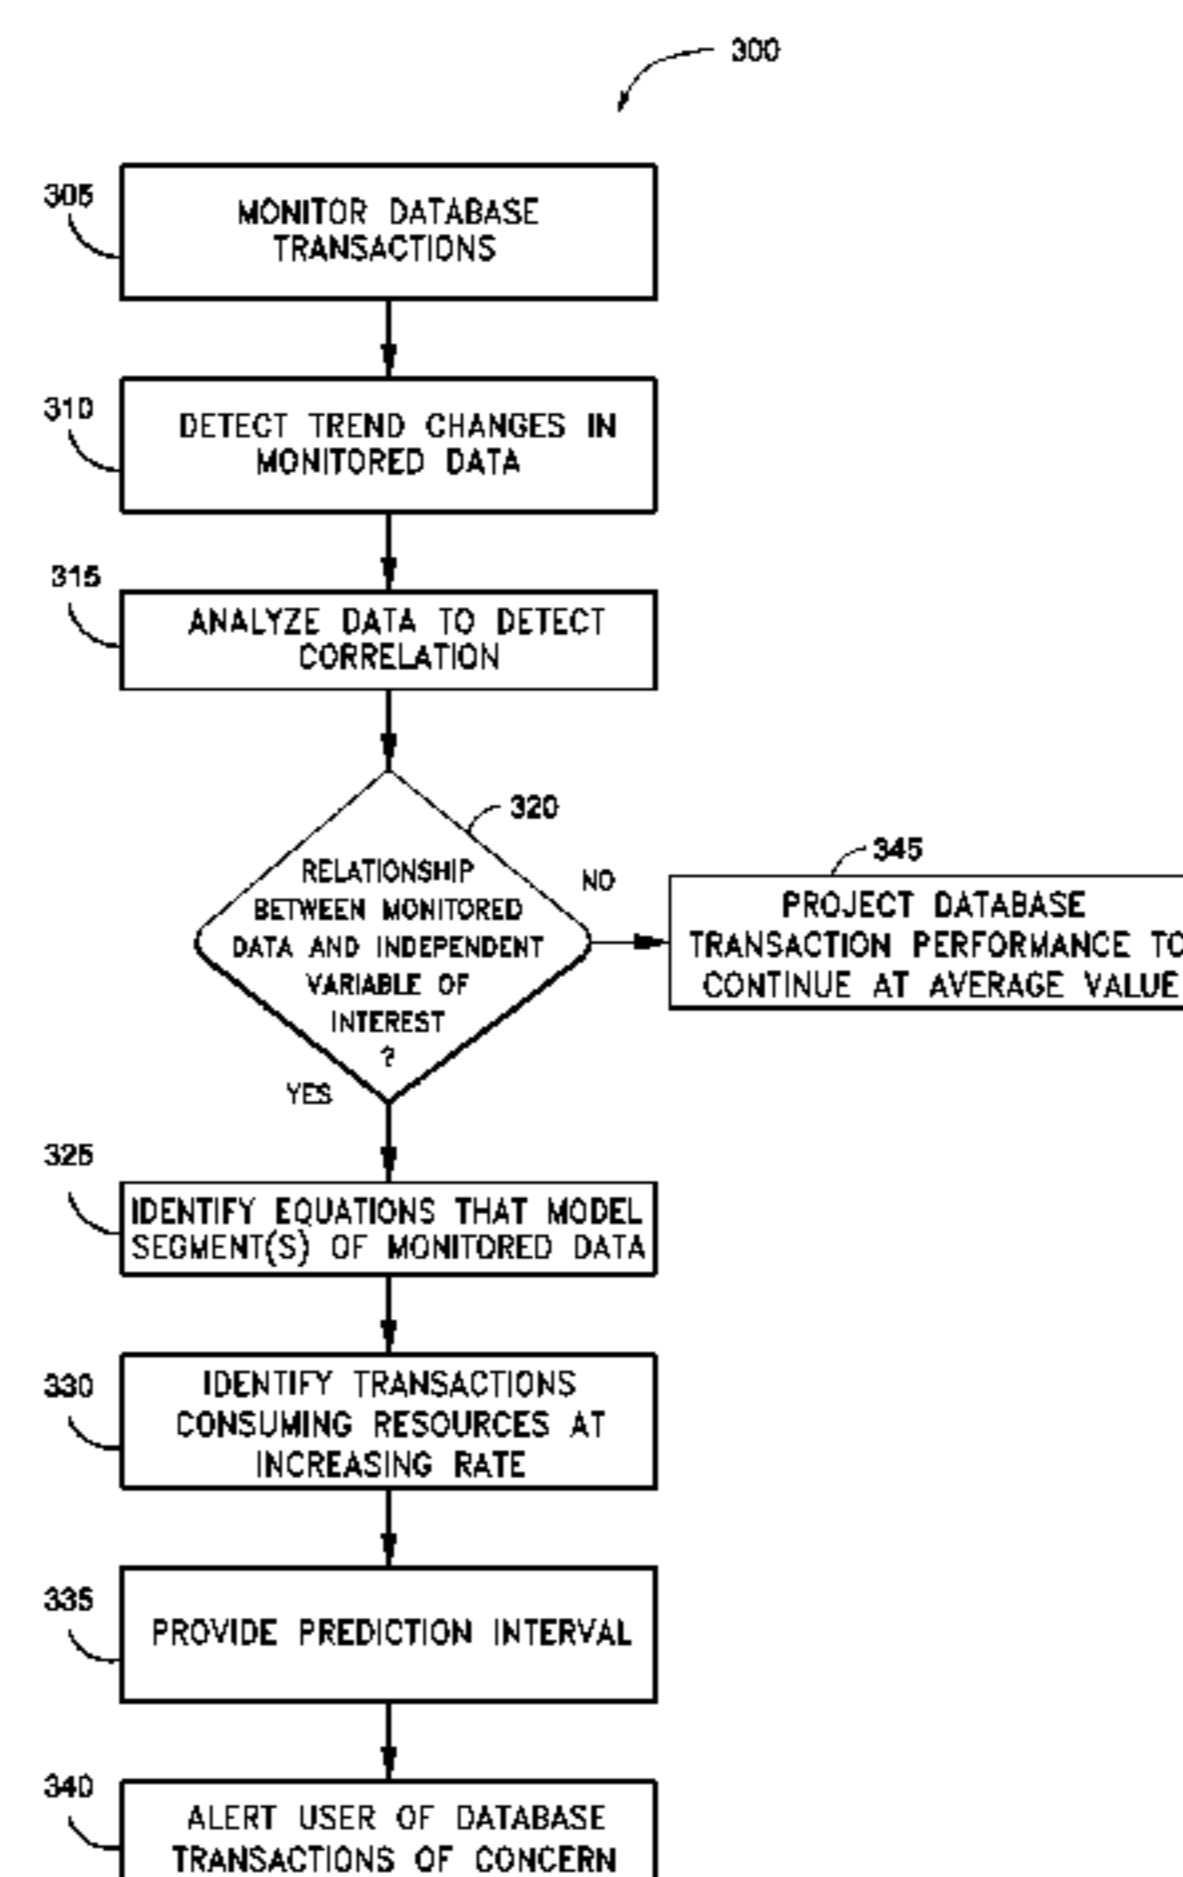 300
305
MONITOR DATABASE
TRANSACTIONS
310
DETECT TREND CHANGES IN
MONITORED DATA
315
ANALYZE DATA TO DETECT
CORRELATION
320
RELATIONSHIP
BETWEEN MONITORED
DATA AND INDEPENDENT
VARIABLE OF
INTEREST
?
NO
345
PROJECT DATABASE
TRANSACTION PERFORMANCE TO
CONTINUE AT AVERAGE VALUE
YES
325
IDENTIFY EQUATIONS THAT MODEL
SEGMENT(S) OF MONITORED DATA
330
IDENTIFY TRANSACTIONS
CONSUMING RESOURCES AT
INCREASING RATE
335
PROVIDE PREDICTION INTERVAL
340
ALERT USER OF DATABASE
TRANSACTIONS OF CONCERN